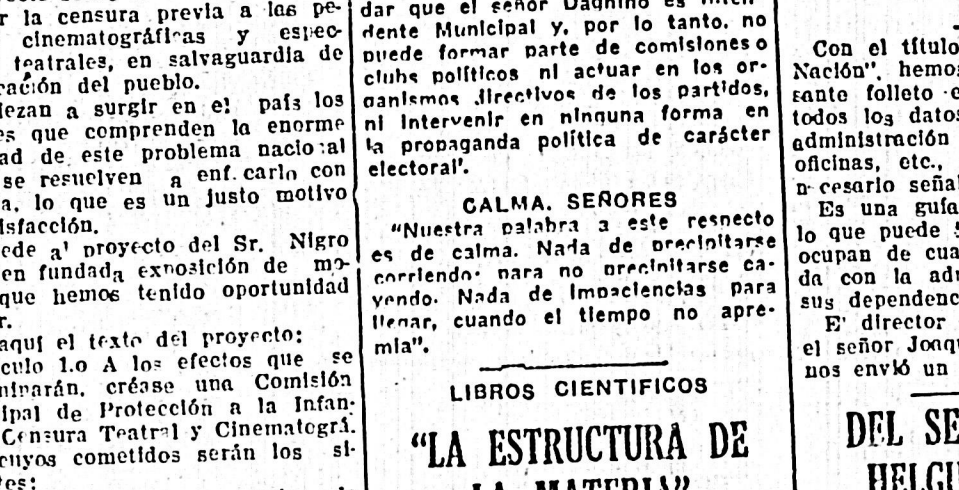 r la censura previa a las pe-
cinematográficas y espec-
teatrales, en salvaguardia de
ración del pueblo.
iezan a surgir en el país los
es que comprenden la enorme
ad de este problema nacional
se resuelven a enf.carlo con
a, lo que es un justo motivo
isfacción.
ede a' proyecto del Sr. Nigro
en fundada exposición de mo-
que hemos tenido oportunidad
r.
aquí el texto del proyecto:
culo 1.o A los efectos que se
minarán, créase una Comisión
ipal de Protección a la Infan-
Censura Teatral y Cinematográ.
cuyos cometidos serán los si-
tes:
dar que el señor Dagnino es Inten-
dente Municipal y, por lo tanto, no
puede formar parte de comisiones o
clubs políticos ni actuar en los or-
ganismos directivos de los partidos,
ni intervenir en ninguna forma en
la propaganda política de carácter
electoral'.
CALMA. SEÑORES
"Nuestra palabra a este respecto
es de calma. Nada de precipitarse
corriendo para no precipitarse ca-
yendo. Nada de impaciencias para
llegar, cuando el tiempo no apre-
mia".
LIBROS CIENTIFICOS
"LA ESTRUCTURA DE
LA MATERIA"
Con el título
Nación", hemos
sante folleto e
todos los datos
administración
oficinas, etc.,
n-cesario señal
Es una guía
lo que puede
ocupan de cua
da con la adm
sus dependenc
E' director
el señor Joaqu
nos envió un
DEL SE
HELGU